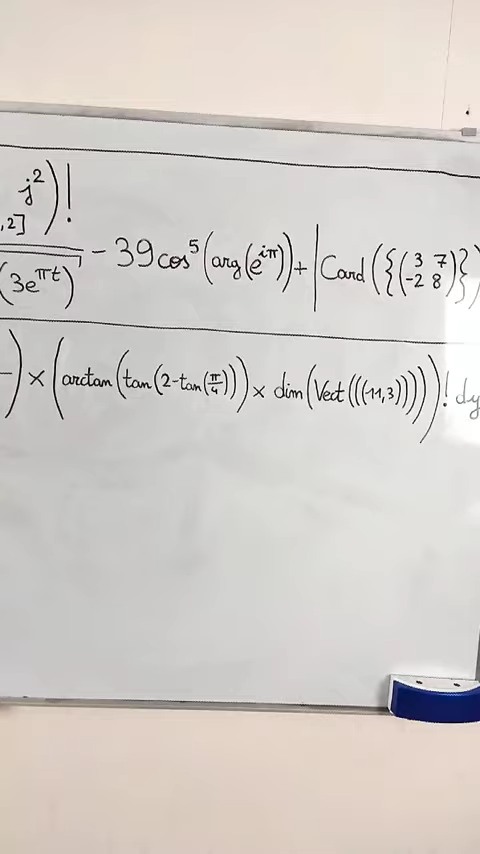 j²)!
,2]
(3e^{πt})' − 39cos⁵(arg(e^{iπ})) + |Card({(3 7
-2 8)})
−) × (arctan(tan(2-tan(π/4))) × dim(Vect(((-11,3)))))! dy